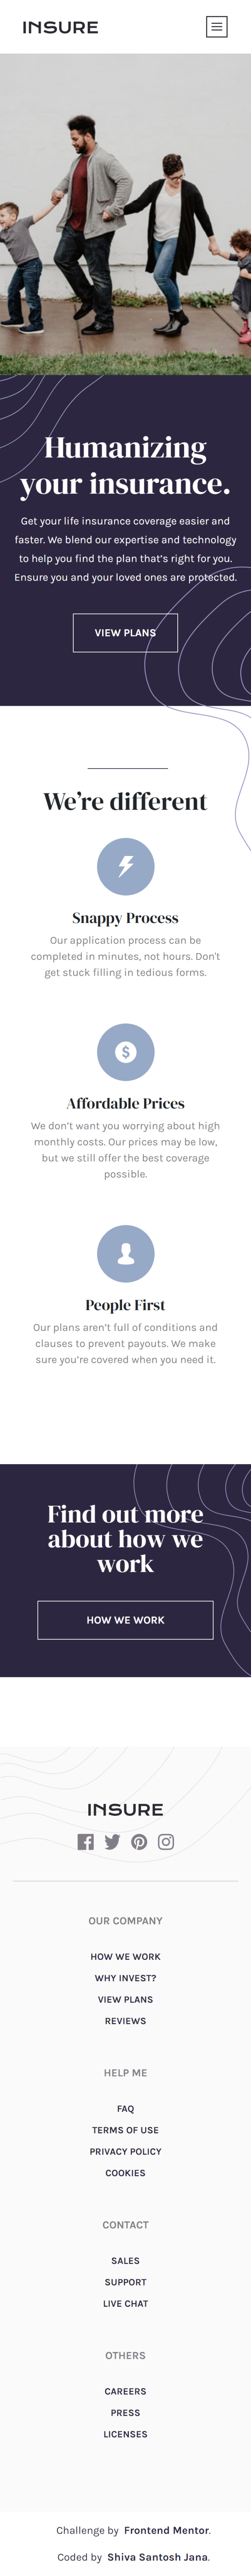 INSURE
Humanizing
your insurance.
Get your life insurance coverage easier and
faster. We blend our expertise and technology
to help you find the plan that’s right for you.
Ensure you and your loved ones are protected.
VIEW PLANS
We’re different
Snappy Process
Our application process can be
completed in minutes, not hours. Don't
get stuck filling in tedious forms.
Affordable Prices
We don’t want you worrying about high
monthly costs. Our prices may be low,
but we still offer the best coverage
possible.
People First
Our plans aren’t full of conditions and
clauses to prevent payouts. We make
sure you’re covered when you need it.
Find out more
about how we
work
HOW WE WORK
INSURE
OUR COMPANY
HOW WE WORK
WHY INVEST?
VIEW PLANS
REVIEWS
HELP ME
FAQ
TERMS OF USE
PRIVACY POLICY
COOKIES
CONTACT
SALES
SUPPORT
LIVE CHAT
OTHERS
CAREERS
PRESS
LICENSES
Challenge by Frontend Mentor.
Coded by Shiva Santosh Jana.